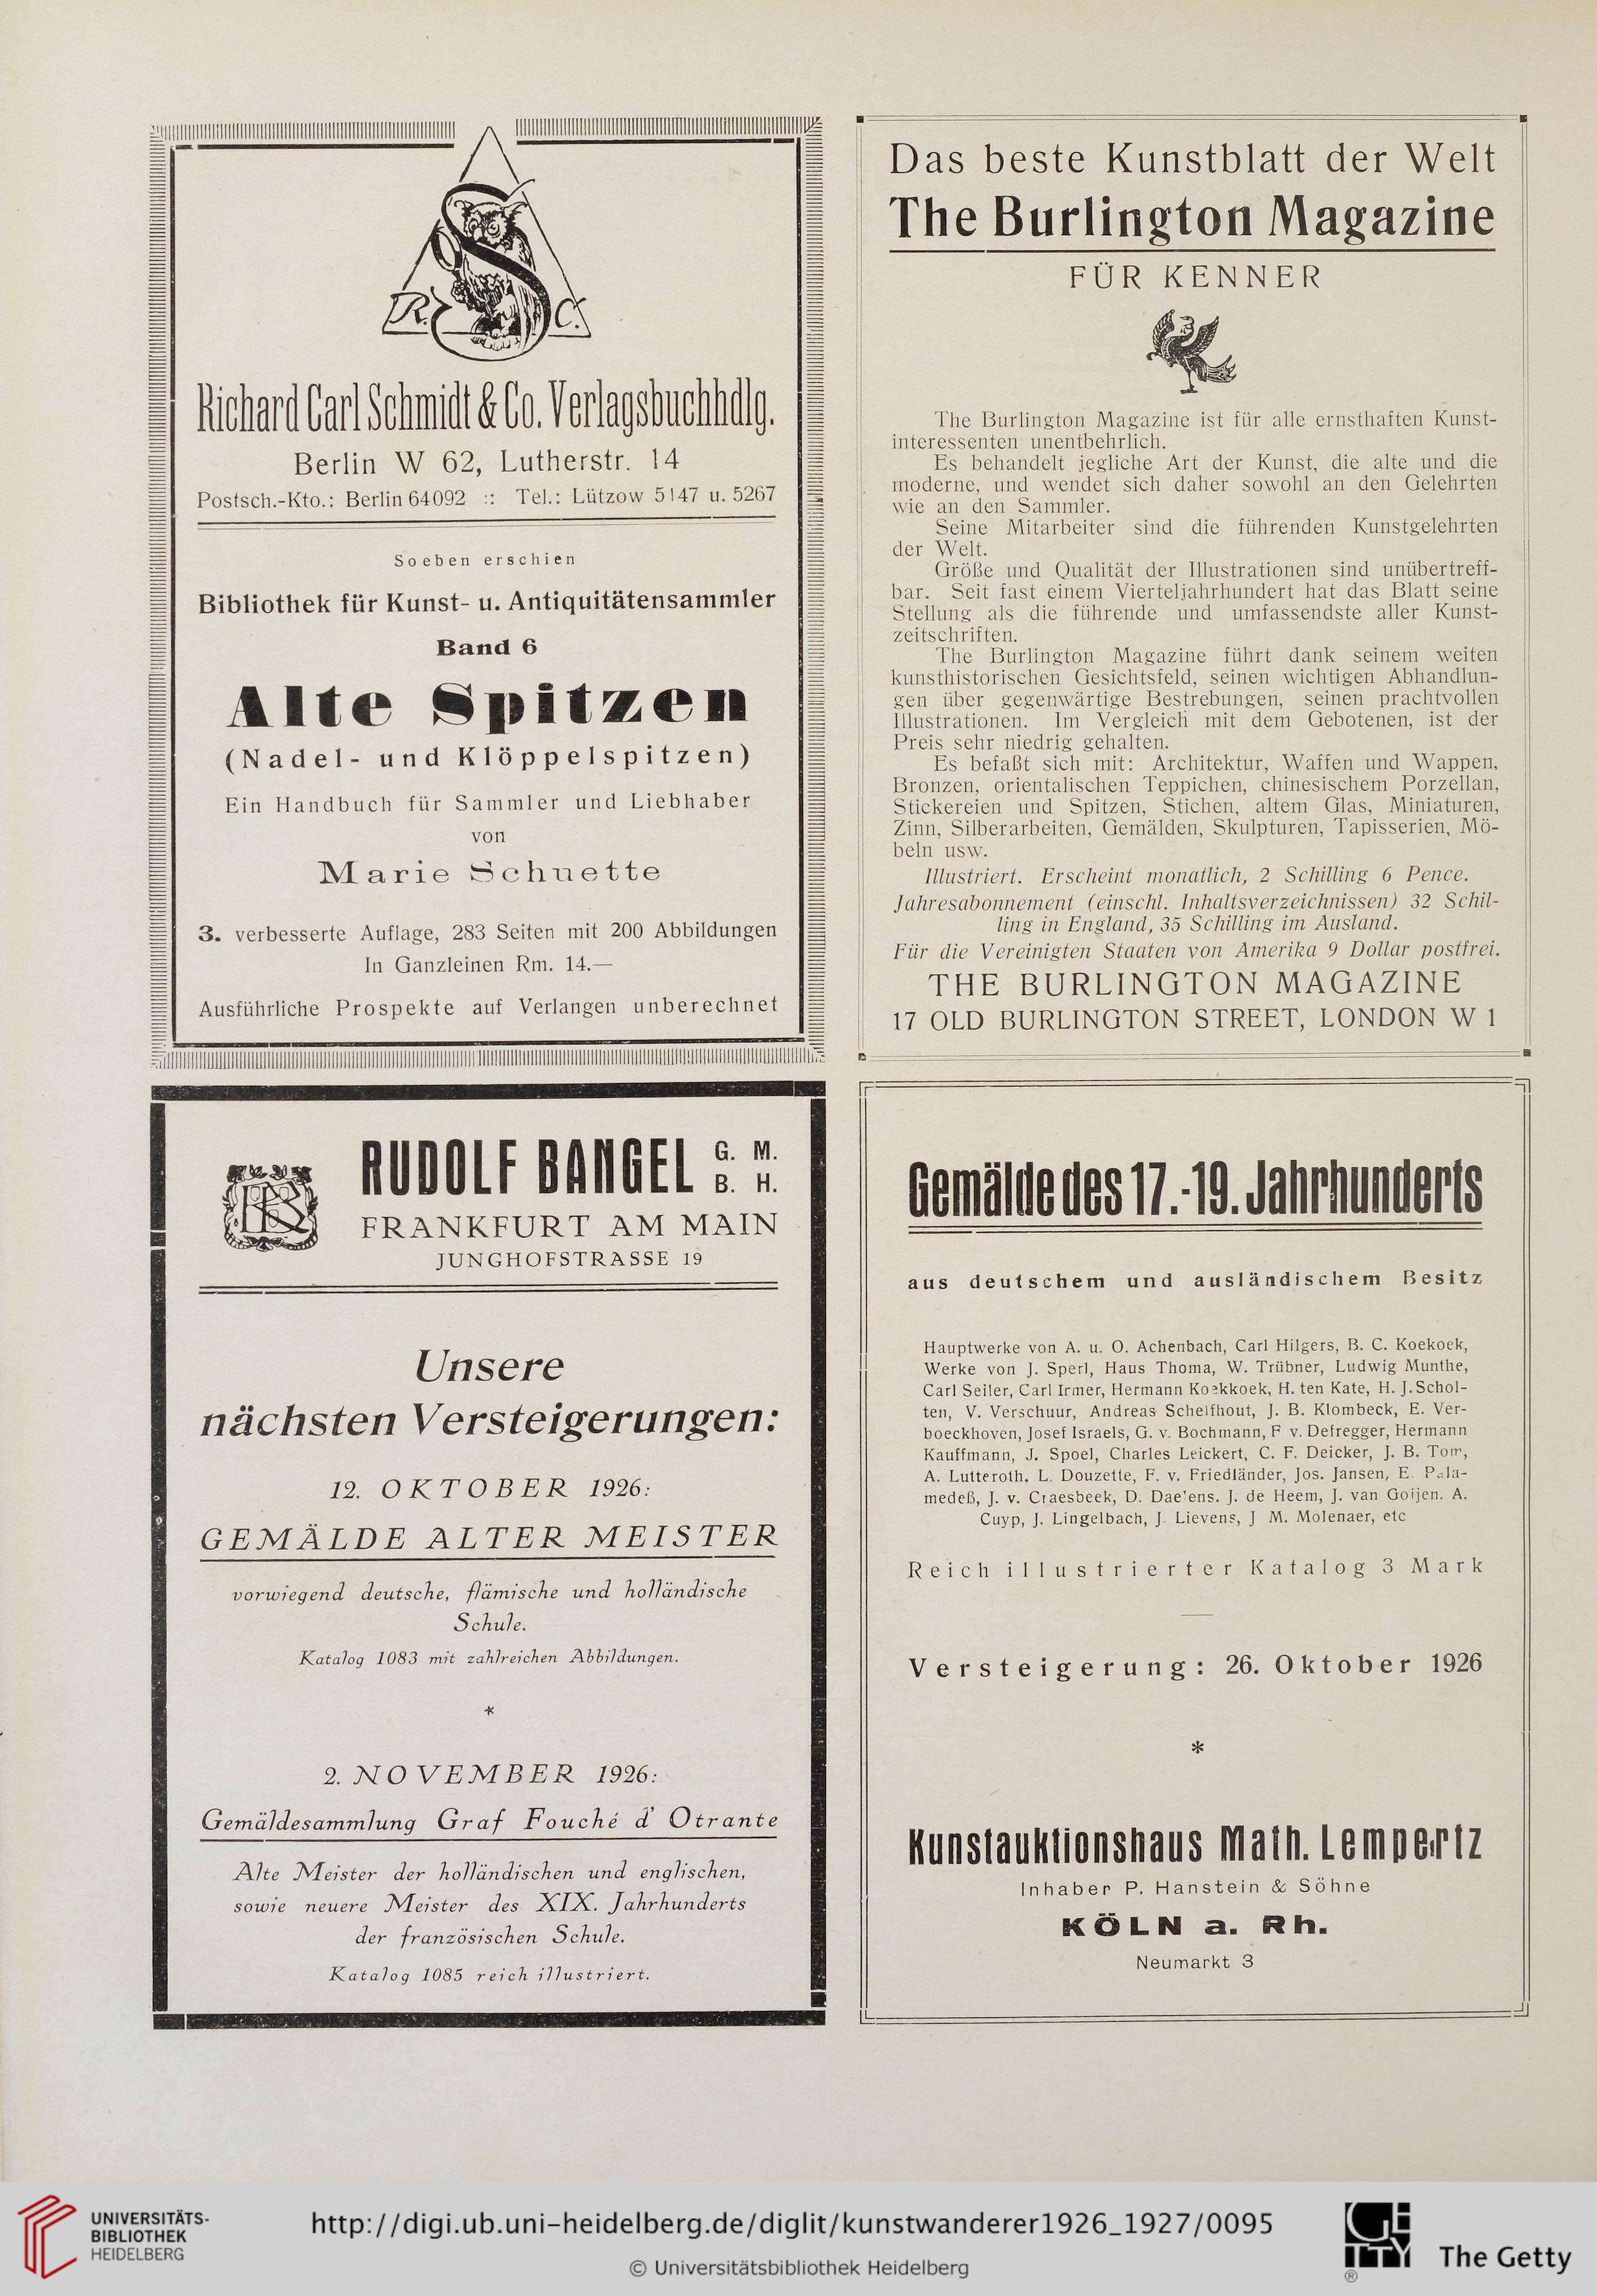 R. S C.
Richard Carl Schmidt & Co. Verlagsbuchhdlg.
Berlin W 62, Lutherstr. 14
Postsch.-Kto.: Berlin 64092 :: Tel.: Lützow 5147 u. 5267
Soeben erschien
Bibliothek für Kunst- u. Antiquitätensammler
Band 6
Alte Spitzen
(Nadel- und Klöppelspitzen)
Ein Handbuch für Sammler und Liebhaber
von
Marie Schuette
3. verbesserte Auflage, 283 Seiten mit 200 Abbildungen
In Ganzleinen Rm. 14.—
Ausführliche Prospekte auf Verlangen unberechnet
Das beste Kunstblatt der Welt
The Burlington Magazine
FÜR KENNER
The Burlington Magazine ist für alle ernsthaften Kunst-
interessenten unentbehrlich.
Es behandelt jegliche Art der Kunst, die alte und die
moderne, und wendet sich daher sowohl an den Gelehrten
wie an den Sammler.
Seine Mitarbeiter sind die führenden Kunstgelehrten
der Welt.
Größe und Qualität der Illustrationen sind unübertreff-
bar. Seit fast einem Vierteljahrhundert hat das Blatt seine
Stellung als die führende und umfassendste aller Kunst-
zeitschriften.
The Burlington Magazine führt dank seinem weiten
kunsthistorischen Gesichtsfeld, seinen wichtigen Abhandlun-
gen über gegenwärtige Bestrebungen, seinen prachtvollen
Illustrationen. Im Vergleich mit dem Gebotenen, ist der
Preis sehr niedrig gehalten.
Es befaßt sich mit: Architektur, Waffen und Wappen,
Bronzen, orientalischen Teppichen, chinesischem Porzellan,
Stickereien und Spitzen, Stichen, altem Glas, Miniaturen,
Zinn, Silberarbeiten, Gemälden, Skulpturen, Tapisserien, Mö-
beln usw.
Illustriert. Erscheint monatlich, 2 Schilling 6 Pence.
Jahresabonnement (einschl. Inhaltsverzeichnissen) 32 Schil-
ling in England, 35 Schilling im Ausland.
Für die Vereinigten Staaten von Amerika 9 Dollar postfrei.
THE BURLINGTON MAGAZINE
17 OLD BURLINGTON STREET, LONDON W 1
RUDOLF BANGEL G. M. B. H.
FRANKFURT AM MAIN
JUNGHOFSTRASSE 19
Unsere
nächsten Versteigerungen:
12. OKTOBER 1926:
GEMÄLDE ALTER MEISTER
vorwiegend deutsche, flämische und holländische
Schule.
Katalog 1083 mit zahlreichen Abbildungen.
*
2. NOVEMBER 1926:
Gemäldesammlung Graf Fouché d' Otrante
Alte Meister der holländischen und englischen,
sowie neuere Meister des XIX. Jahrhunderts
der französischen Schule.
Katalog 1085 reich illustriert.
Gemälde des 17.-19. Jahrhunderts
aus deutschem und ausländischem Besitz
Hauptwerke von A. u. O. Achenbach, Carl Hilgers, B. C. Koekoek,
Werke von J. Sperl, Haus Thoma, W. Trübner, Ludwig Munthe,
Carl Seiler, Carl Irmer, Hermann Koekkoek, H. ten Kate, H. J. Schol-
ten, V. Verschuur, Andreas Schelfhout, J. B. Klombeck, E. Ver-
boeckhoven, Josef Israels, G. v. Bochmann, F v. Defregger, Hermann
Kauffmann, J. Spoel, Charles Leickert, C. F. Deicker, J. B. Tom,
A. Lutteroth, L. Douzette, F. v. Friedländer, Jos. Jansen, E. Pala-
medeß, J. v. Craesbeek, D. Dae'ens. J. de Heem, J. van Goijen. A.
Cuyp, J. Lingelbach, J. Lievens, J M. Molenaer, etc
Reich illustrierter Katalog 3 Mark
Versteigerung: 26. Oktober 1926
*
Kunstauktionshaus Math. Lempertz
Inhaber P. Hanstein & Söhne
KÖLN a. Rh.
Neumarkt 3
UNIVERSITÄTS-
BIBLIOTHEK
HEIDELBERG
http://digi.ub.uni-heidelberg.de/diglit/kunstwanderer1926_1927/0095
© Universitätsbibliothek Heidelberg
GETTY
®
The Getty